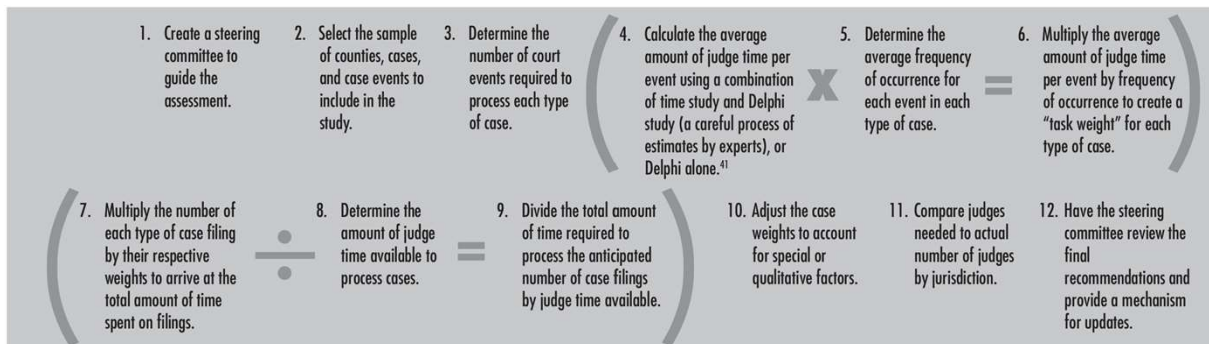 1. Create a steering
committee to
guide the
assessment.
2. Select the sample
of counties, cases,
and case events to
include in the
study.
3. Determine the
number of court
events required to
process each type
of case.
4. Calculate the average
amount of judge time per
event using a combination
of time study and Delphi
study (a careful process of
estimates by experts), or
Delphi alone.41
x
5. Determine the
average frequency
of occurrence for
each event in each
type of case.
=
6. Multiply the average
amount of judge time
per event by frequency
of occurrence to create a
“task weight” for each
type of case.
7. Multiply the number of
each type of case filing
by their respective
weights to arrive at the
total amount of time
spent on filings.
÷
8. Determine the
amount of judge
time available to
process cases.
=
9. Divide the total amount
of time required to
process the anticipated
number of case filings
by judge time available.
10. Adjust the case
weights to account
for special or
qualitative factors.
11. Compare judges
needed to actual
number of judges
by jurisdiction.
12. Have the steering
committee review the
final
recommendations and
provide a mechanism
for updates.